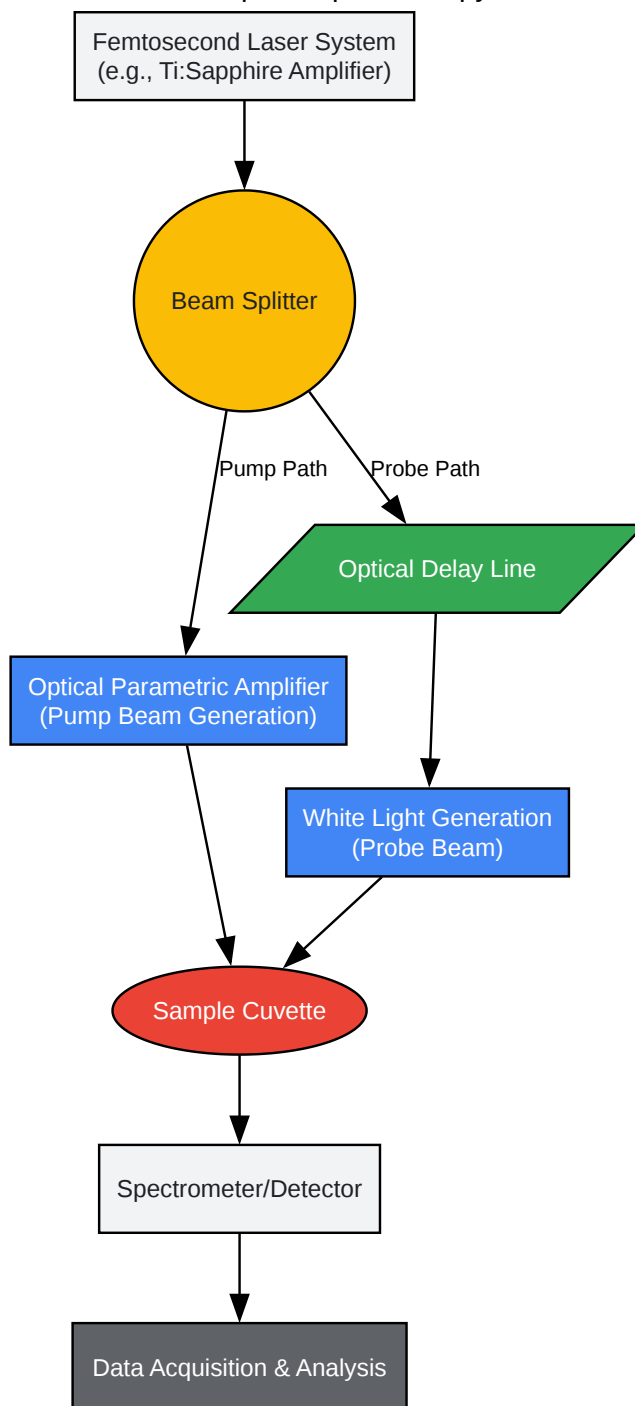 Femtosecond Laser System
(e.g., Ti:Sapphire Amplifier)
Beam Splitter
Pump Path
Probe Path
Optical Delay Line
Optical Parametric Amplifier
(Pump Beam Generation)
White Light Generation
(Probe Beam)
Sample Cuvette
Spectrometer/Detector
Data Acquisition & Analysis